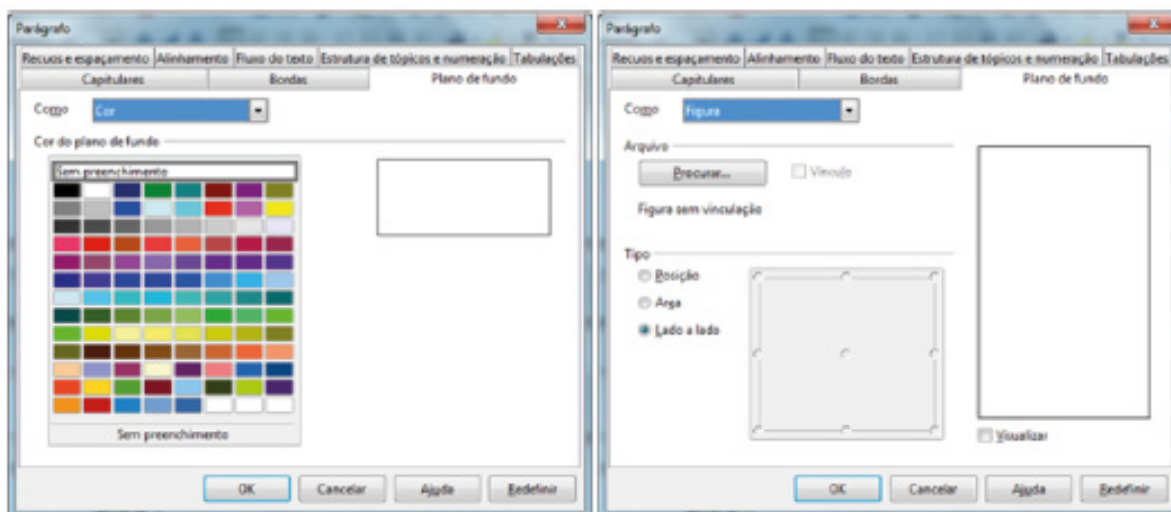 Parágrafo
Recuos e espaçamento Alinhamento Fluxo do texto Estrutura de tópicos e numeração Tabulações
Capitulares Bordas Plano de fundo
Como Cor
Cor do plano de fundo
Sem preenchimento
Sem preenchimento
OK Cancelar Ajuda Redefinir
Parágrafo
Recuos e espaçamento Alinhamento Fluxo do texto Estrutura de tópicos e numeração Tabulações
Capitulares Bordas Plano de fundo
Como Figura
Arquivo
Procurar... Vínculo
Figura sem vinculação
Tipo
Posição
Área
Lado a lado
Visualizar
OK Cancelar Ajuda Redefinir